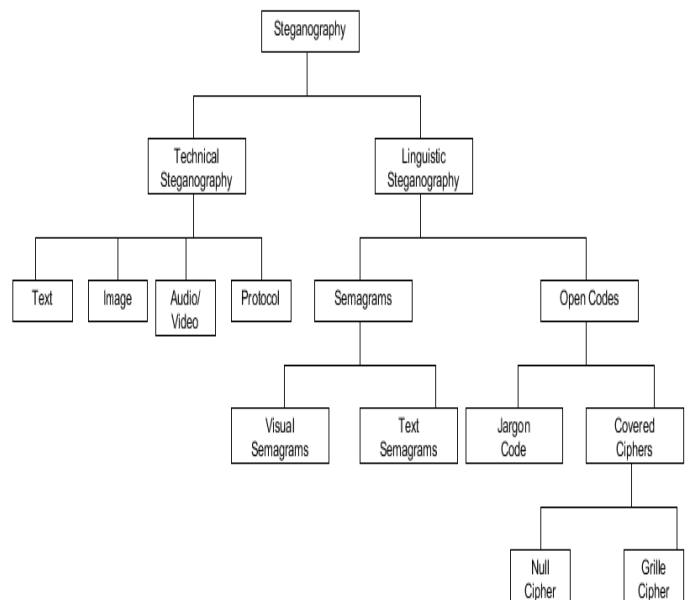 Steganography
Technical
Steganography
Linguistic
Steganography
Text
Image
Audio/
Video
Protocol
Semagrams
Open Codes
Visual
Semagrams
Text
Semagrams
Jargon
Code
Covered
Ciphers
Null
Cipher
Grille
Cipher